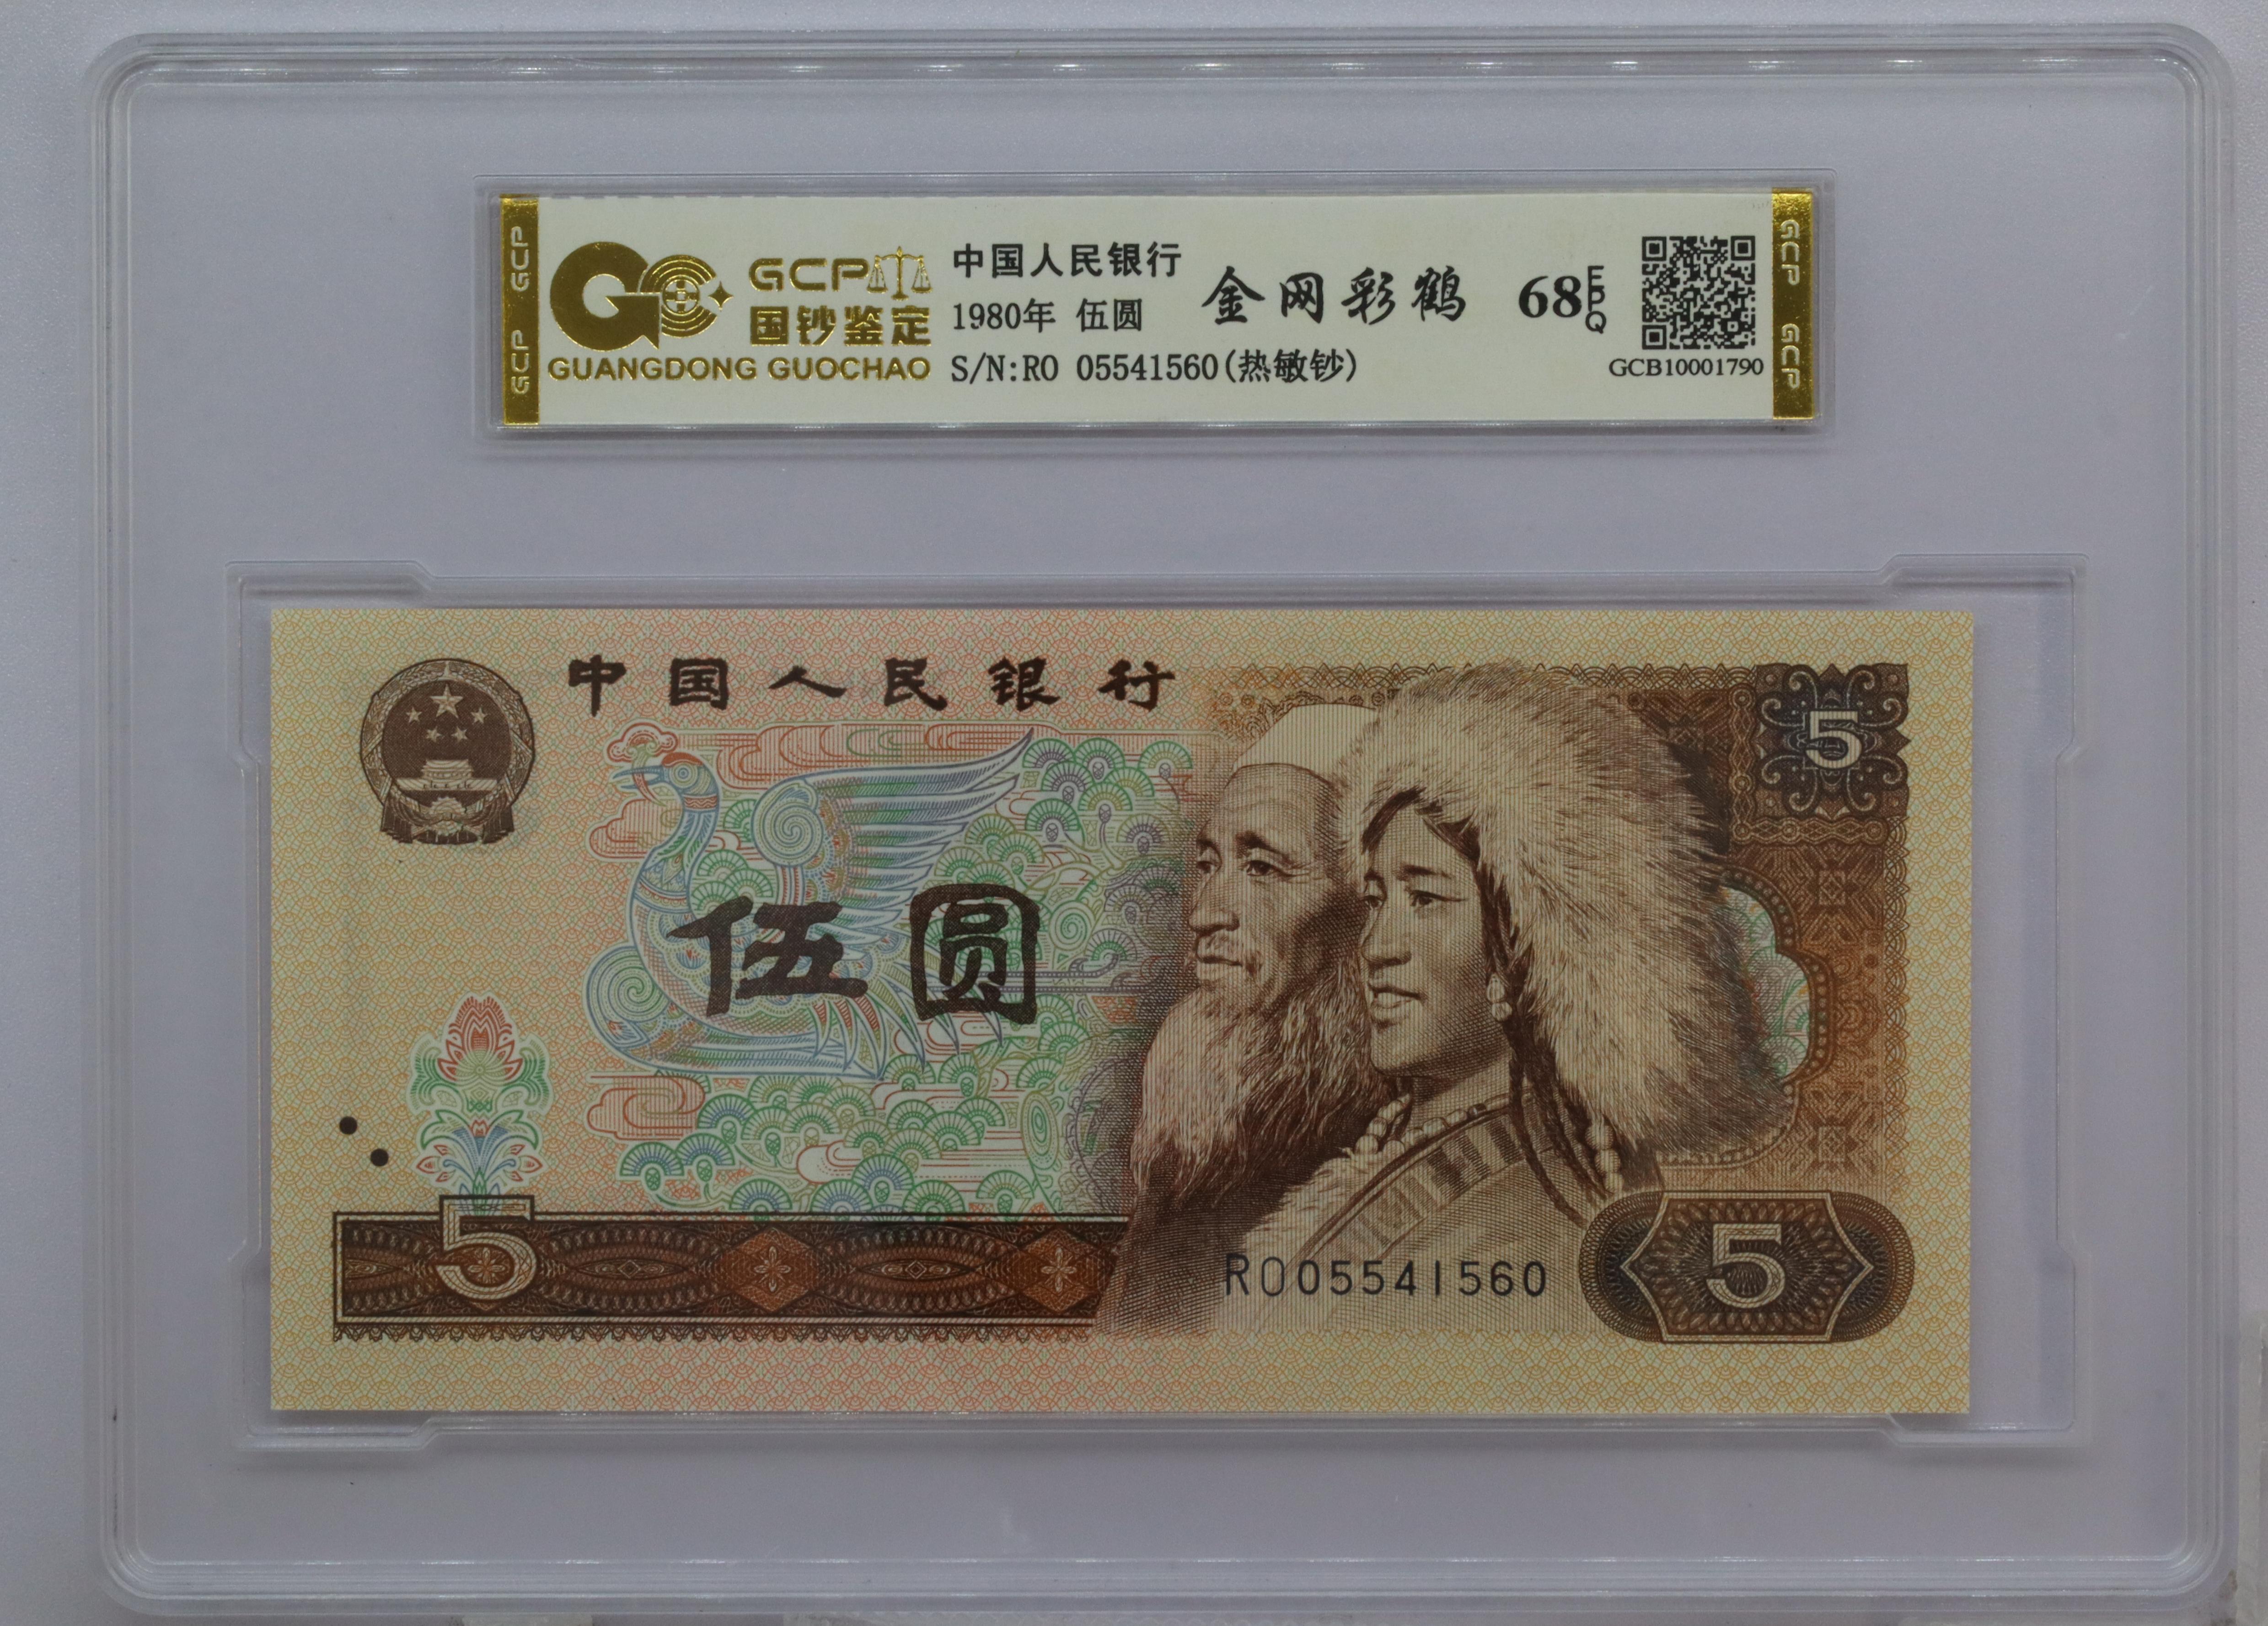 GCP GCP
GCP
国钞鉴定
GUANGDONG GUOCHAO
中国人民银行
1980年 伍圆
S/N:RO 05541560(热敏钞)
金网彩鹤
68 EPQ
GCB10001790
GCP GCP
中国人民银行
5
伍圆
5
RO05541560
5